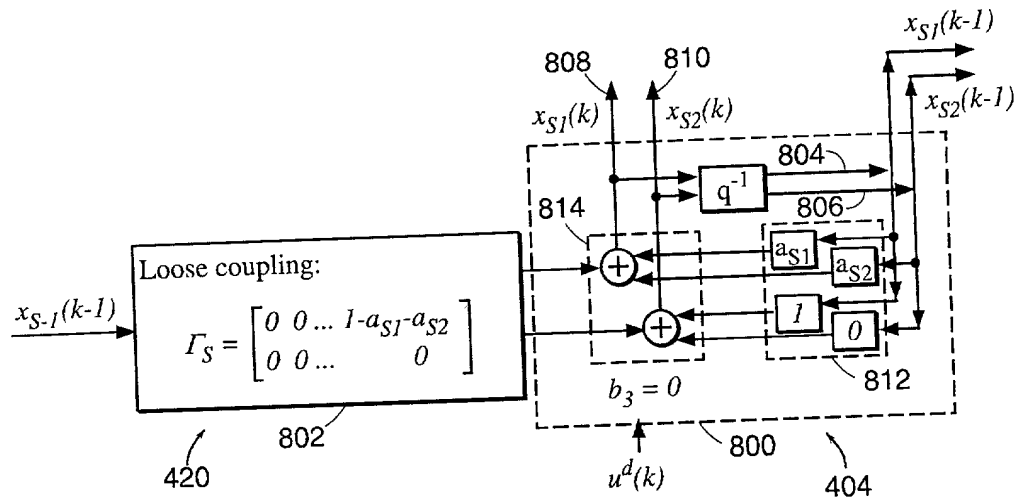 x_{S1}(k-1)
808
810
x_{S1}(k)
x_{S2}(k)
x_{S2}(k-1)
804
q^{-1}
814
806
Loose coupling:
+
a_{S1}
a_{S2}
x_{S-1}(k-1)
Γ_S = [ 0 0 ... 1-a_{S1}-a_{S2}
0 0 ... 0 ]
+
1
0
b_3 = 0
812
420
802
u^d(k)
800
404